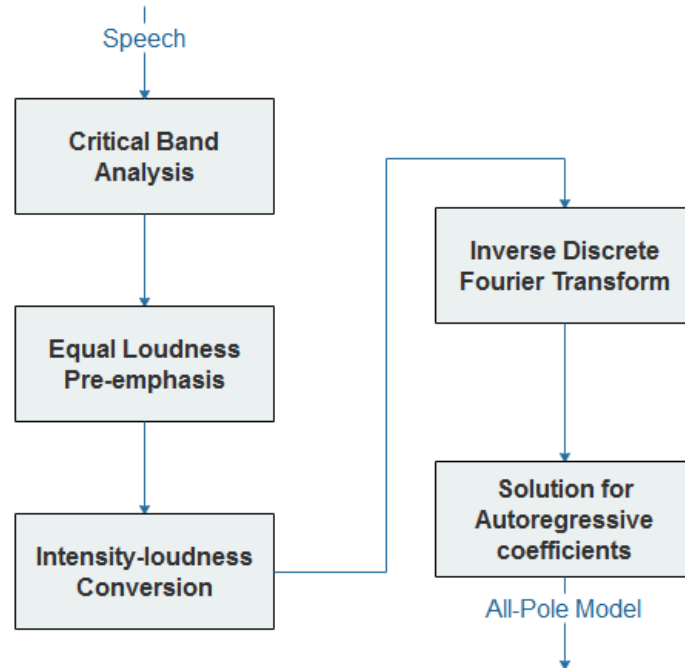 Speech
Critical Band
Analysis
Equal Loudness
Pre-emphasis
Intensity-loudness
Conversion
Inverse Discrete
Fourier Transform
Solution for
Autoregressive
coefficients
All-Pole Model